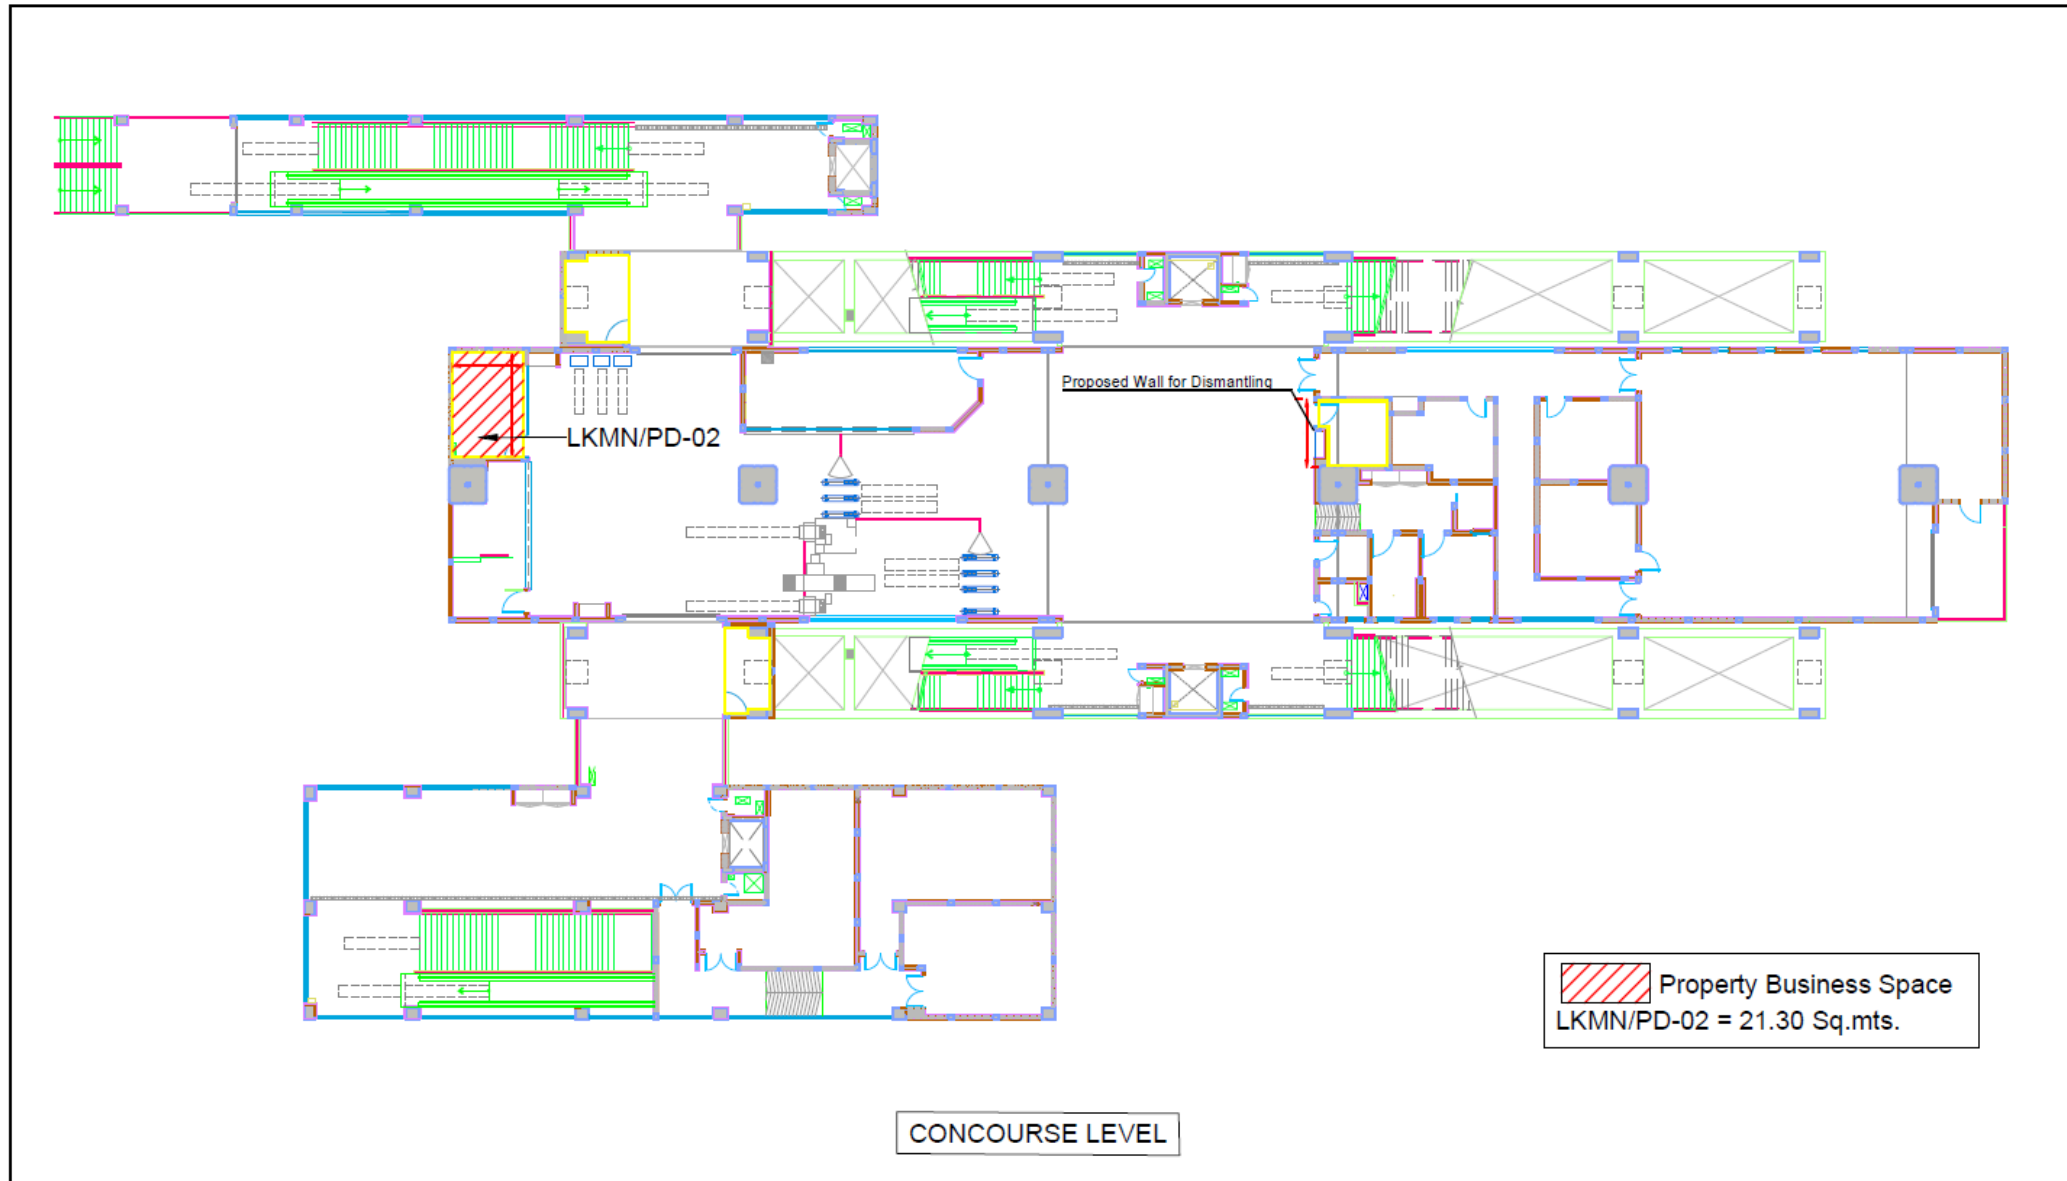 Proposed Wall for Dismantling
LKMN/PD-02
Property Business Space
LKMN/PD-02 = 21.30 Sq.mts.
CONCOURSE LEVEL